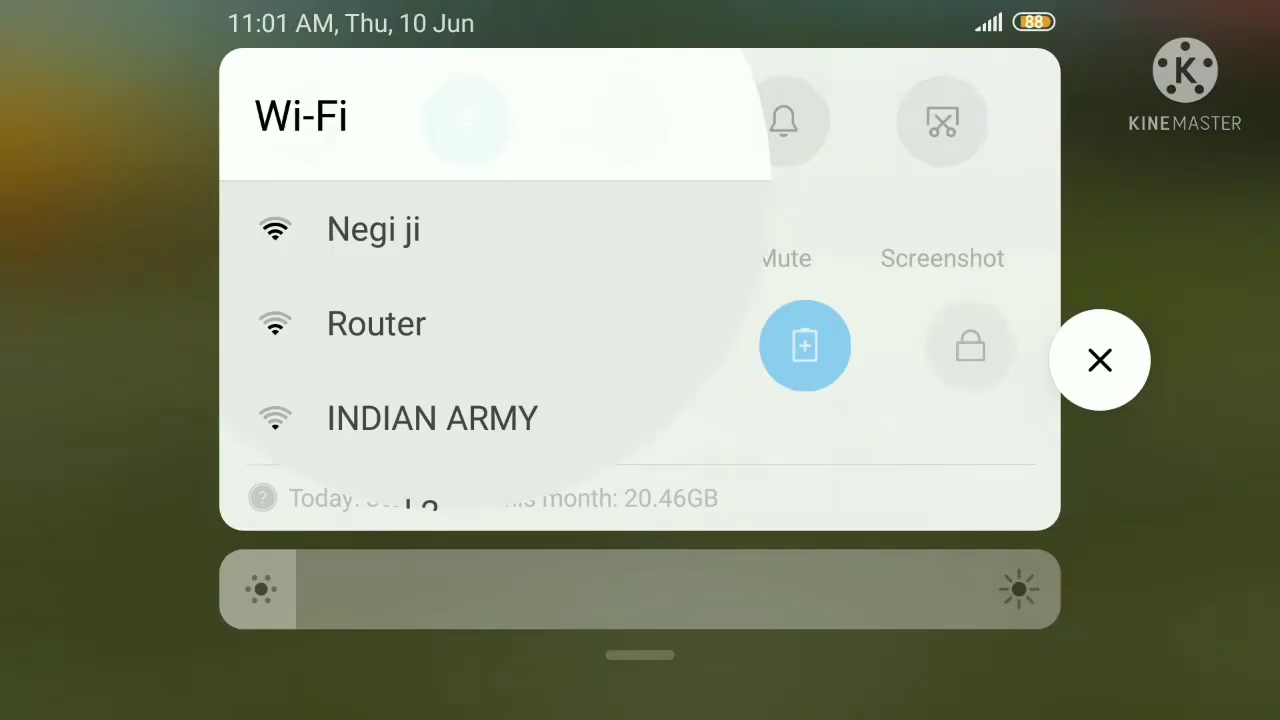 11:01 AM, Thu, 10 Jun
88
K
KINEMASTER
Wi-Fi
Negi ji
Router
INDIAN ARMY
Mute
Screenshot
Today: month: 20.46GB